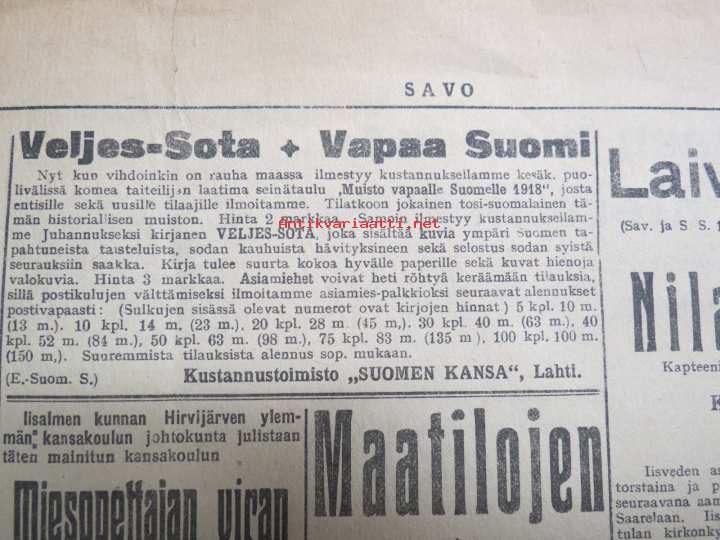 SAVO
Veljes-Sota + Vapaa Suomi
Nyt kuo vihdoinkin on rauha maassa ilmestyy kustannuksellamme kesäk. puo-
livälissä komea taiteilijan laatima seinätaulu „Muisto vapaalle Suomelle 1918“, josta
entisille sekä uusille tilaajille ilmoitamme. Tilatkoon jokainen tosi-suomalainen tä-
män historiallisen muiston. Hinta 2 markkaa. Samoin ilmestyy kustannuksellam-
me Juhannukseksi kirjanen VELJES-SOTA, joka sisältää kuvia ympäri Suomen ta-
pahtuneista taisteluista, sodan kauhuista hävityksineen sekä selostus sodan syistä
seurauksiin saakka. Kirja tulee suurta kokoa hyvälle paperille sekä kuvat hienoja
valokuvia. Hinta 3 markkaa. Asiamiehet voivat heti röhtyä keräämään tilauksia,
sillä postikulujen välttämiseksi ilmoitamme asiamies-palkkioksi seuraavat alennukset
postivapaasti: (Sulkujen sisässä olevat numerot ovat kirjojen hinnat) 5 kpl. 10 m.
(13 m.). 10 kpl. 14 m, (23 m.), 20 kpl. 28 m. (45 m,), 30 kpl. 40 m. (63 m.), 40
kpl. 52 m. (84 m.), 50 kpl. 63 m. (98 m.), 75 kpl. 83 m. (135 m), 100 kpl. 100 m.
(150 m,). Suuremmista tilauksista alennus sop. mukaan.
(E.-Suom. S.) Kustannustoimisto „SUOMEN KANSA“, Lahti.
antikvariaatti.net
Iisalmen kunnan Hirvijärven ylem-
män kansakoulun johtokunta julistaan
täten mainitun kansakoulun
Miesopettajan viran
Maatilojen
Laiv
(Sav. ja S S.
Nila
Kapteeni
K
Iisveden as
torstaina ja p
seuraavana aam
Saarelaan. Iis
tulan kirkonky